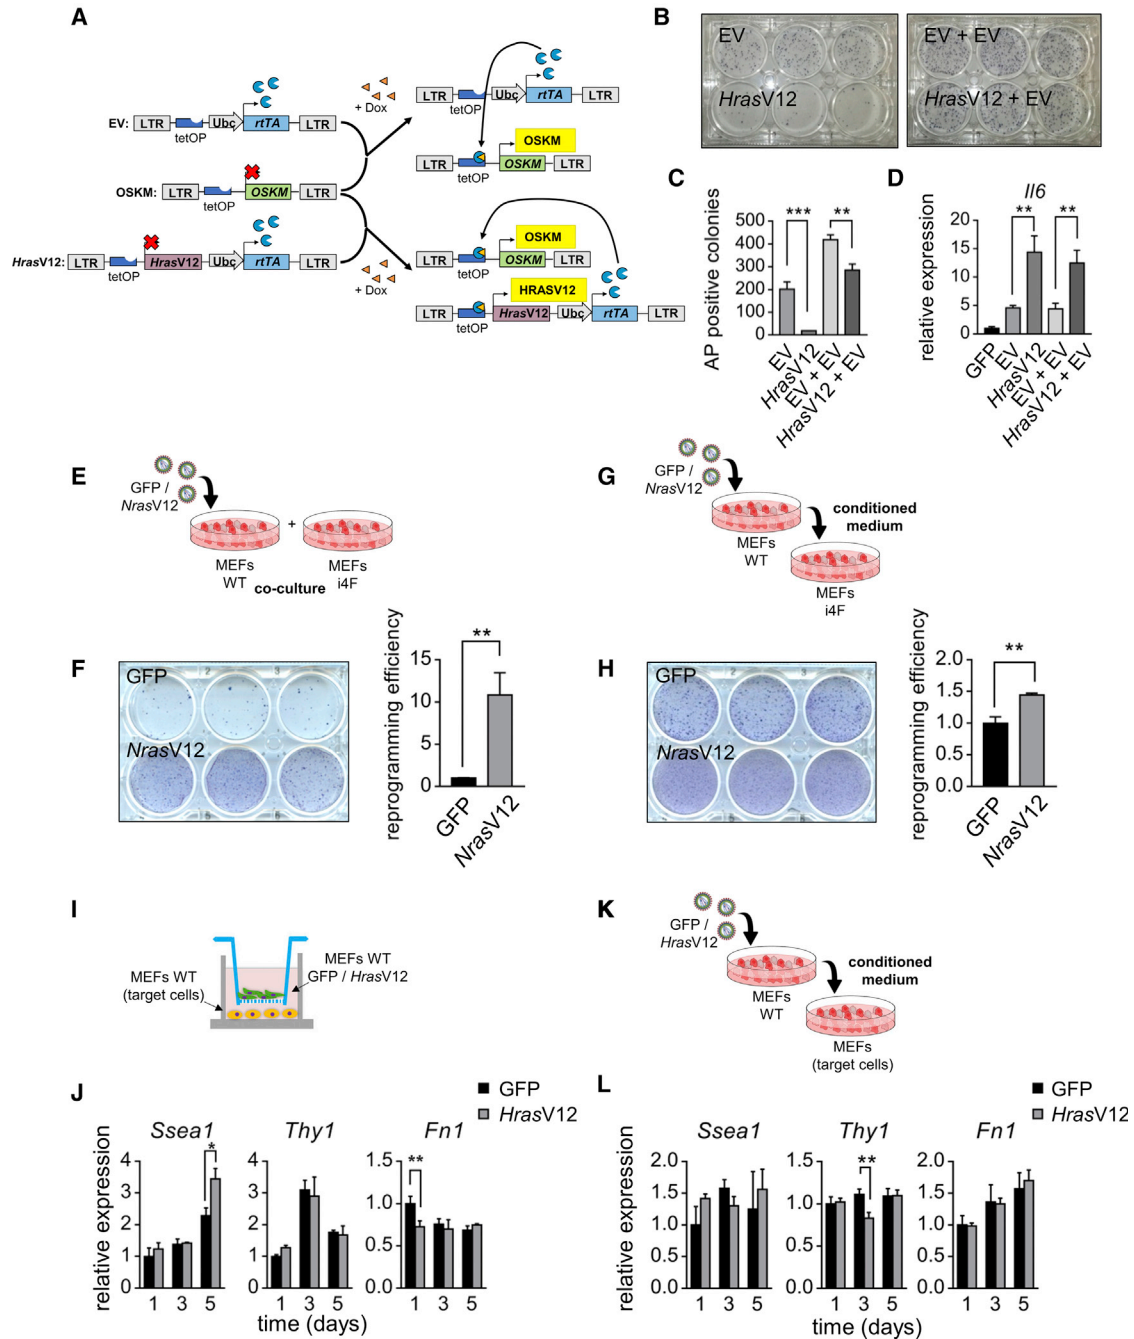 A
LTR Ubc rtTA LTR
tetOP
+ Dox
EV: LTR Ubc rtTA LTR
tetOP
OSKM
LTR OSKM LTR
tetOP
OSKM: LTR OSKM LTR
tetOP
OSKM
LTR OSKM LTR
tetOP
HrasV12: LTR HrasV12 Ubc rtTA LTR
tetOP
+ Dox
HRASV12
LTR HrasV12 Ubc rtTA LTR
tetOP
B
EV
HrasV12
EV + EV
HrasV12 + EV
C
AP positive colonies
500
400
300
200
100
0
***
**
EV
HrasV12
EV + EV
HrasV12 + EV
D
Il6
relative expression
20
15
10
5
0
**
**
GFP
EV
HrasV12
EV + EV
HrasV12 + EV
E
GFP /
NrasV12
+
MEFs
WT
MEFs
i4F
co-culture
F
GFP
NrasV12
reprogramming efficiency
15
10
5
0
**
GFP
NrasV12
G
GFP /
NrasV12
conditioned
medium
MEFs
WT
MEFs
i4F
H
GFP
NrasV12
reprogramming efficiency
2.0
1.5
1.0
0.5
0.0
**
GFP
NrasV12
I
MEFs WT
(target cells)
MEFs WT
GFP / HrasV12
J
GFP
HrasV12
relative expression
Ssea1
4
3
2
1
0
*
1 3 5
Thy1
4
3
2
1
0
1 3 5
Fn1
1.5
1.0
0.5
0.0
**
1 3 5
time (days)
K
GFP /
HrasV12
conditioned
medium
MEFs
WT
MEFs
(target cells)
L
GFP
HrasV12
relative expression
Ssea1
2.0
1.5
1.0
0.5
0.0
1 3 5
Thy1
1.5
1.0
0.5
0.0
**
1 3 5
Fn1
2.0
1.5
1.0
0.5
0.0
1 3 5
time (days)